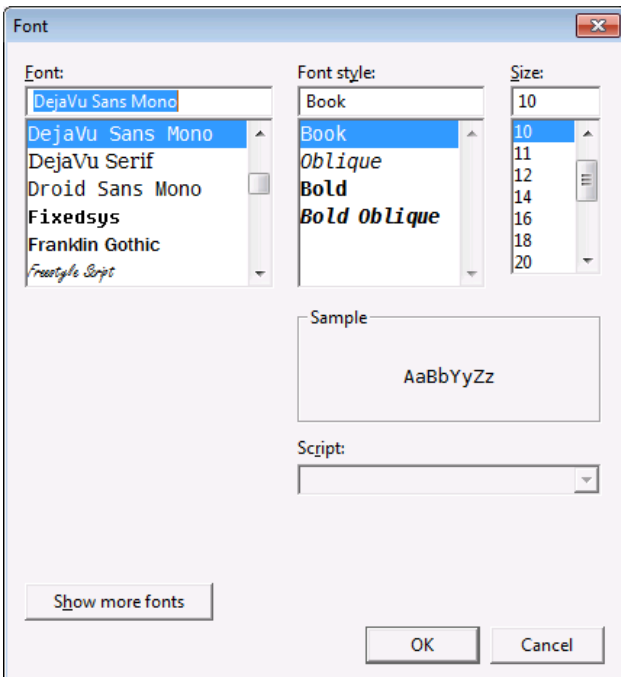 Font
Font:
DejaVu Sans Mono
DejaVu Sans Mono
DejaVu Serif
Droid Sans Mono
Fixedsys
Franklin Gothic
Freestyle Script
Font style:
Book
Book
Oblique
Bold
Bold Oblique
Size:
10
10
11
12
14
16
18
20
Sample
AaBbYyZz
Script:
Show more fonts
OK
Cancel